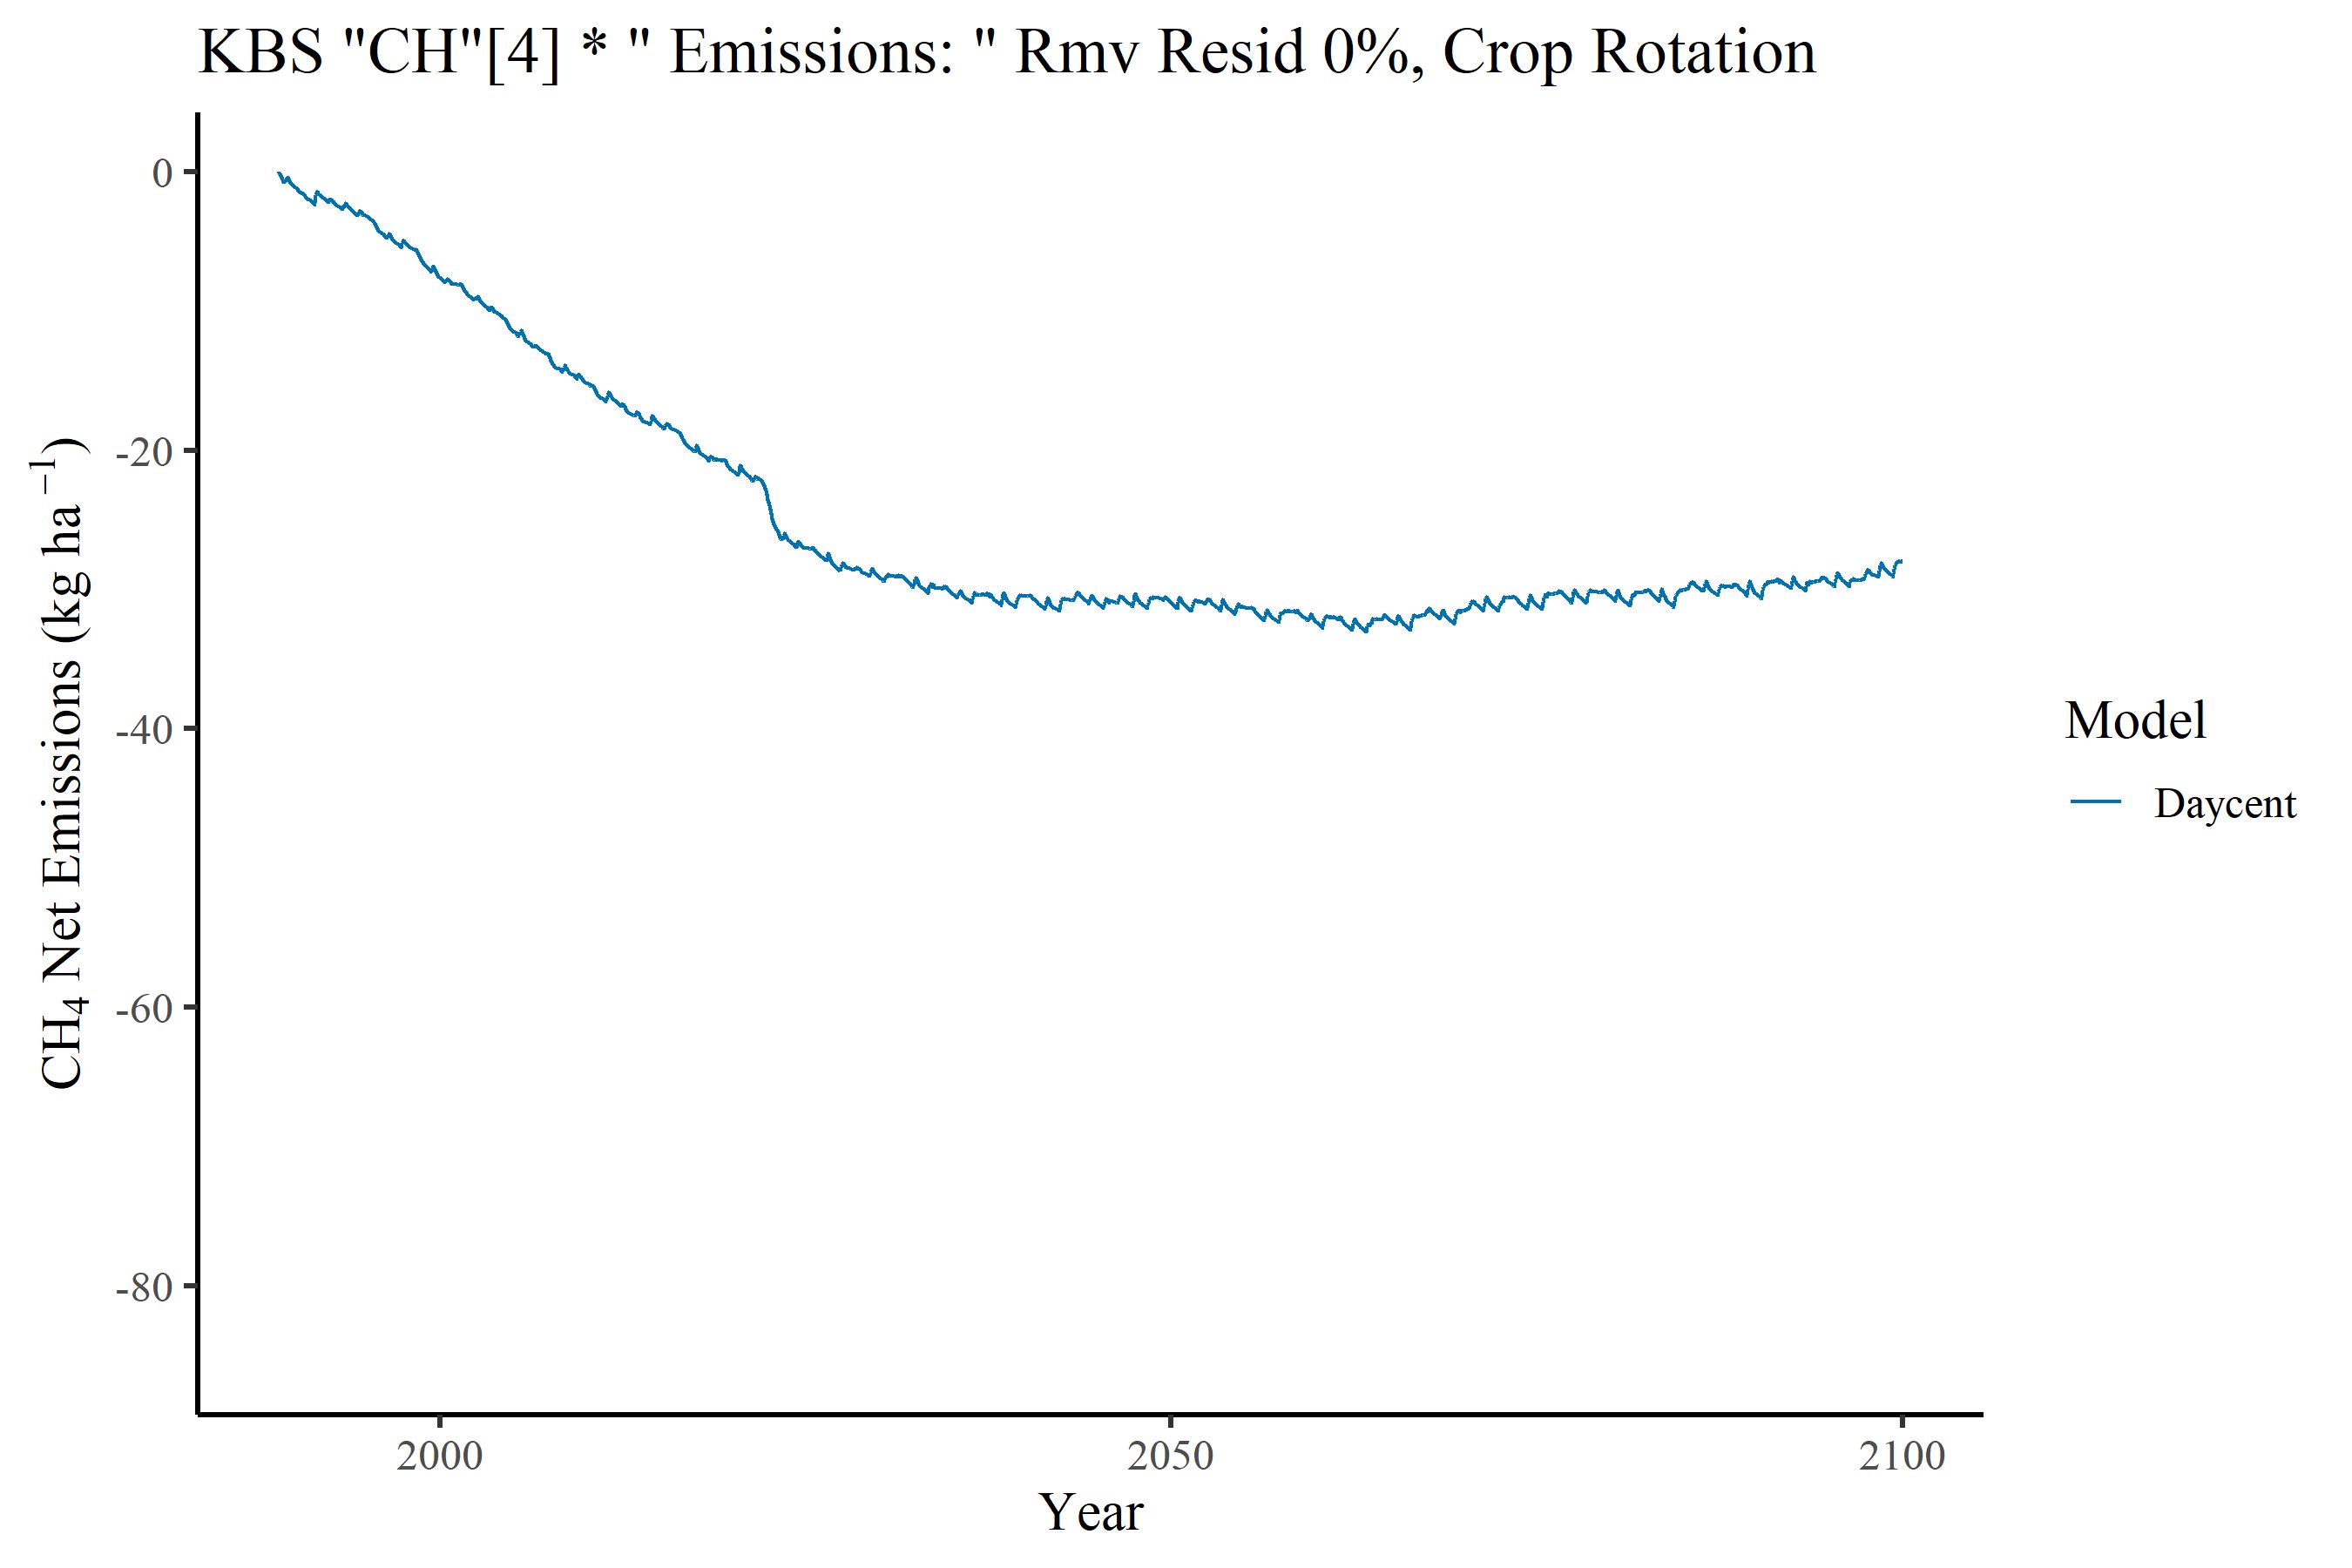 KBS "CH"[4] * " Emissions: " Rmv Resid 0%, Crop Rotation
CH₄ Net Emissions (kg ha ⁻¹)
0
-20
-40
-60
-80
2000
2050
2100
Year
Model
Daycent